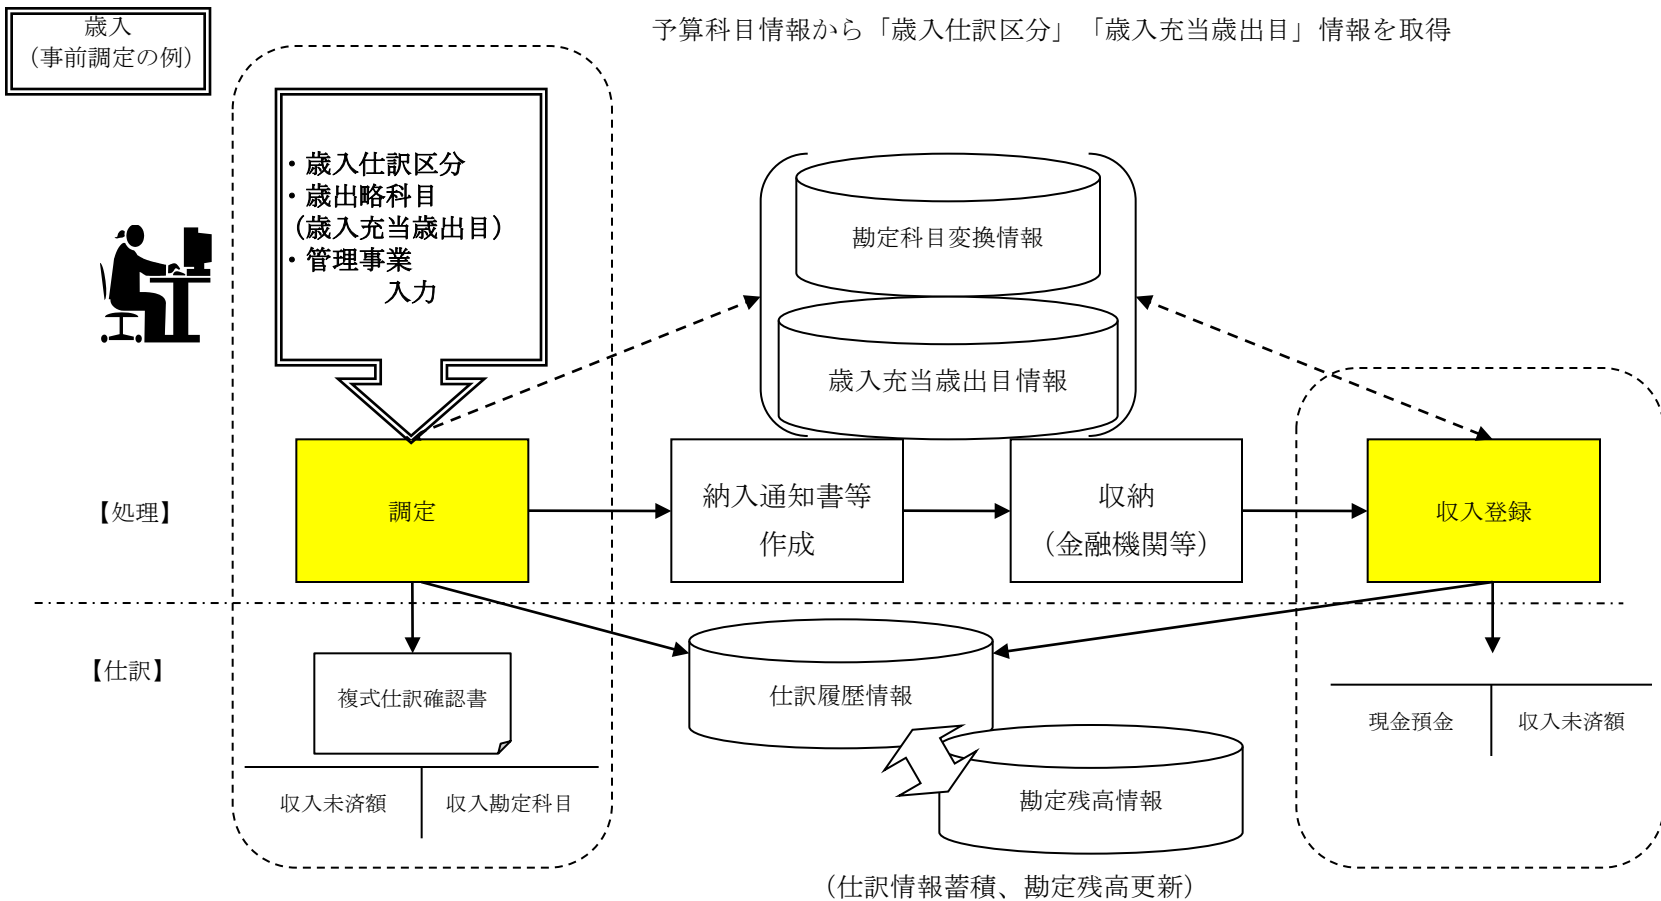 歳入
（事前調定の例）
予算科目情報から「歳入仕訳区分」「歳入充当歳出目」情報を取得
・歳入仕訳区分
・歳出略科目
（歳入充当歳出目）
・管理事業
入力
勘定科目変換情報
歳入充当歳出目情報
【処理】
調定
納入通知書等
作成
収納
（金融機関等）
収入登録
【仕訳】
複式仕訳確認書
収入未済額
収入勘定科目
仕訳履歴情報
勘定残高情報
現金預金
収入未済額
（仕訳情報蓄積、勘定残高更新）